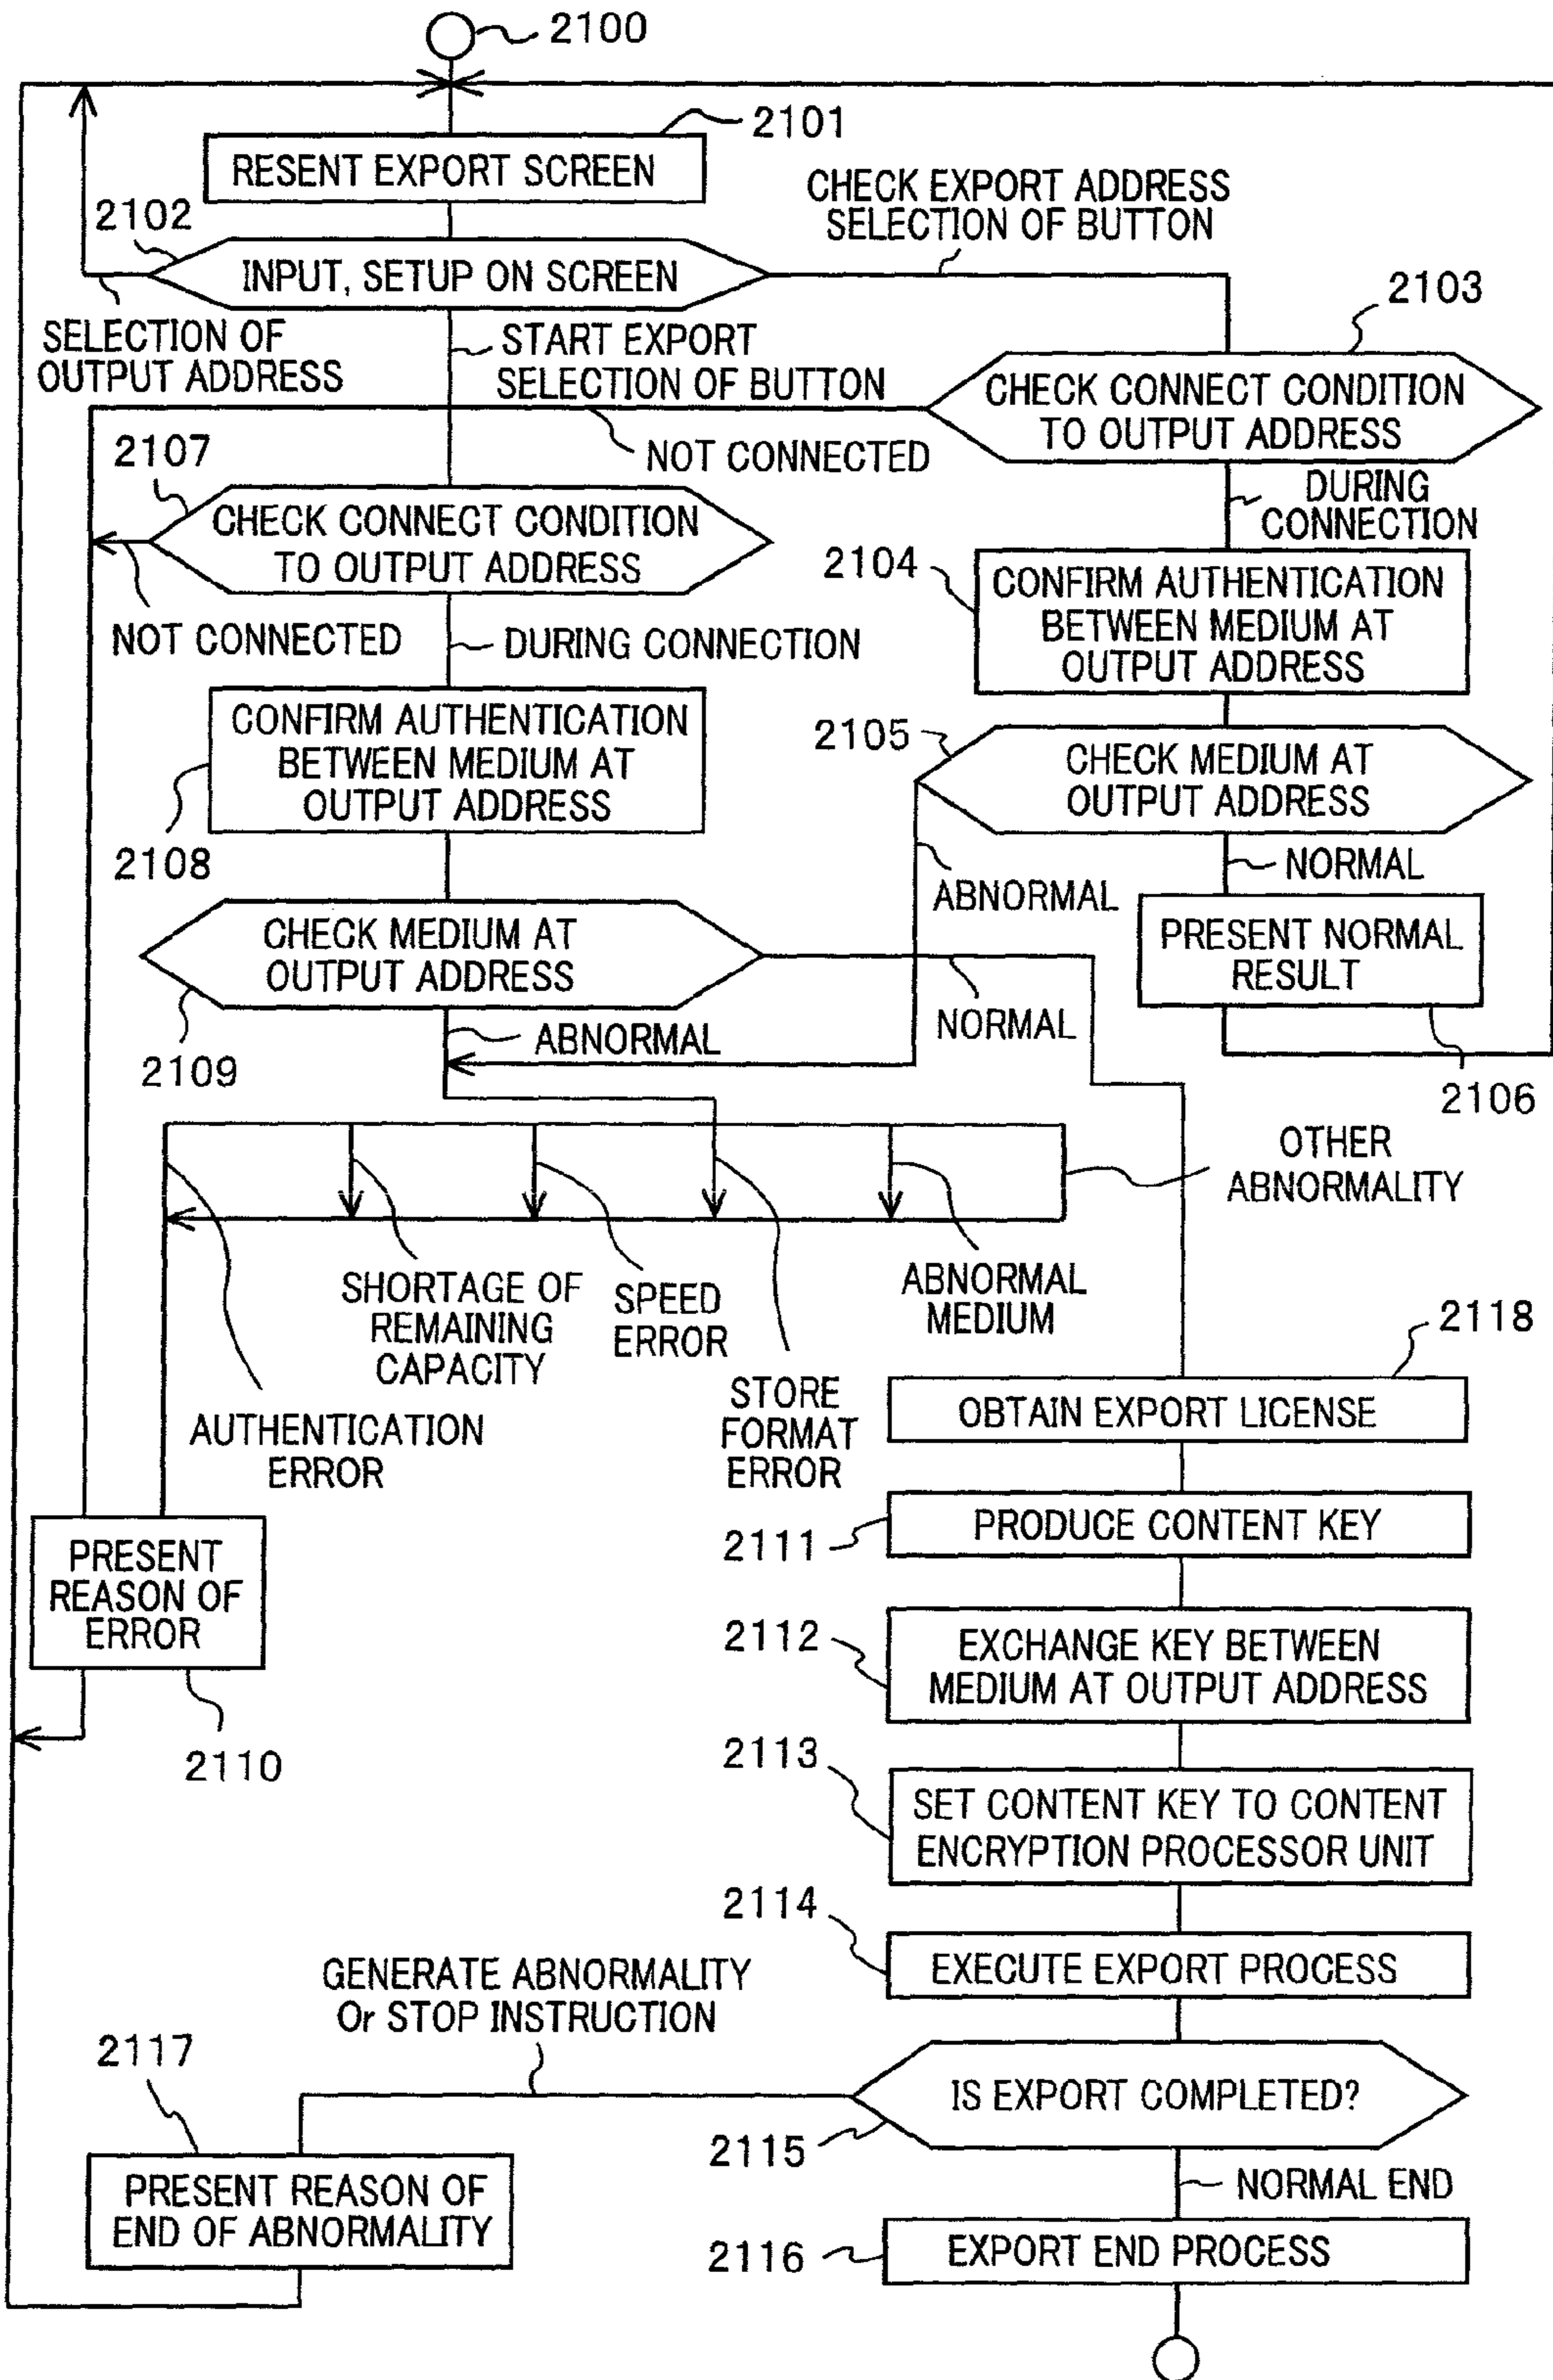 2100
2101
RESENT EXPORT SCREEN
CHECK EXPORT ADDRESS
SELECTION OF BUTTON
2102
INPUT, SETUP ON SCREEN
2103
SELECTION OF
OUTPUT ADDRESS
START EXPORT
SELECTION OF BUTTON
CHECK CONNECT CONDITION
TO OUTPUT ADDRESS
2107
NOT CONNECTED
DURING
CONNECTION
CHECK CONNECT CONDITION
TO OUTPUT ADDRESS
2104
CONFIRM AUTHENTICATION
BETWEEN MEDIUM AT
OUTPUT ADDRESS
NOT CONNECTED
DURING CONNECTION
CONFIRM AUTHENTICATION
BETWEEN MEDIUM AT
OUTPUT ADDRESS
2105
CHECK MEDIUM AT
OUTPUT ADDRESS
2108
ABNORMAL
NORMAL
CHECK MEDIUM AT
OUTPUT ADDRESS
PRESENT NORMAL
RESULT
2109
ABNORMAL
NORMAL
2106
OTHER
ABNORMALITY
SHORTAGE OF
REMAINING
CAPACITY
SPEED
ERROR
ABNORMAL
MEDIUM
2118
STORE
FORMAT
ERROR
OBTAIN EXPORT LICENSE
AUTHENTICATION
ERROR
2111
PRODUCE CONTENT KEY
PRESENT
REASON OF
ERROR
2112
EXCHANGE KEY BETWEEN
MEDIUM AT OUTPUT ADDRESS
2110
2113
SET CONTENT KEY TO CONTENT
ENCRYPTION PROCESSOR UNIT
2114
EXECUTE EXPORT PROCESS
GENERATE ABNORMALITY
Or STOP INSTRUCTION
2117
IS EXPORT COMPLETED?
2115
PRESENT REASON OF
END OF ABNORMALITY
NORMAL END
2116
EXPORT END PROCESS